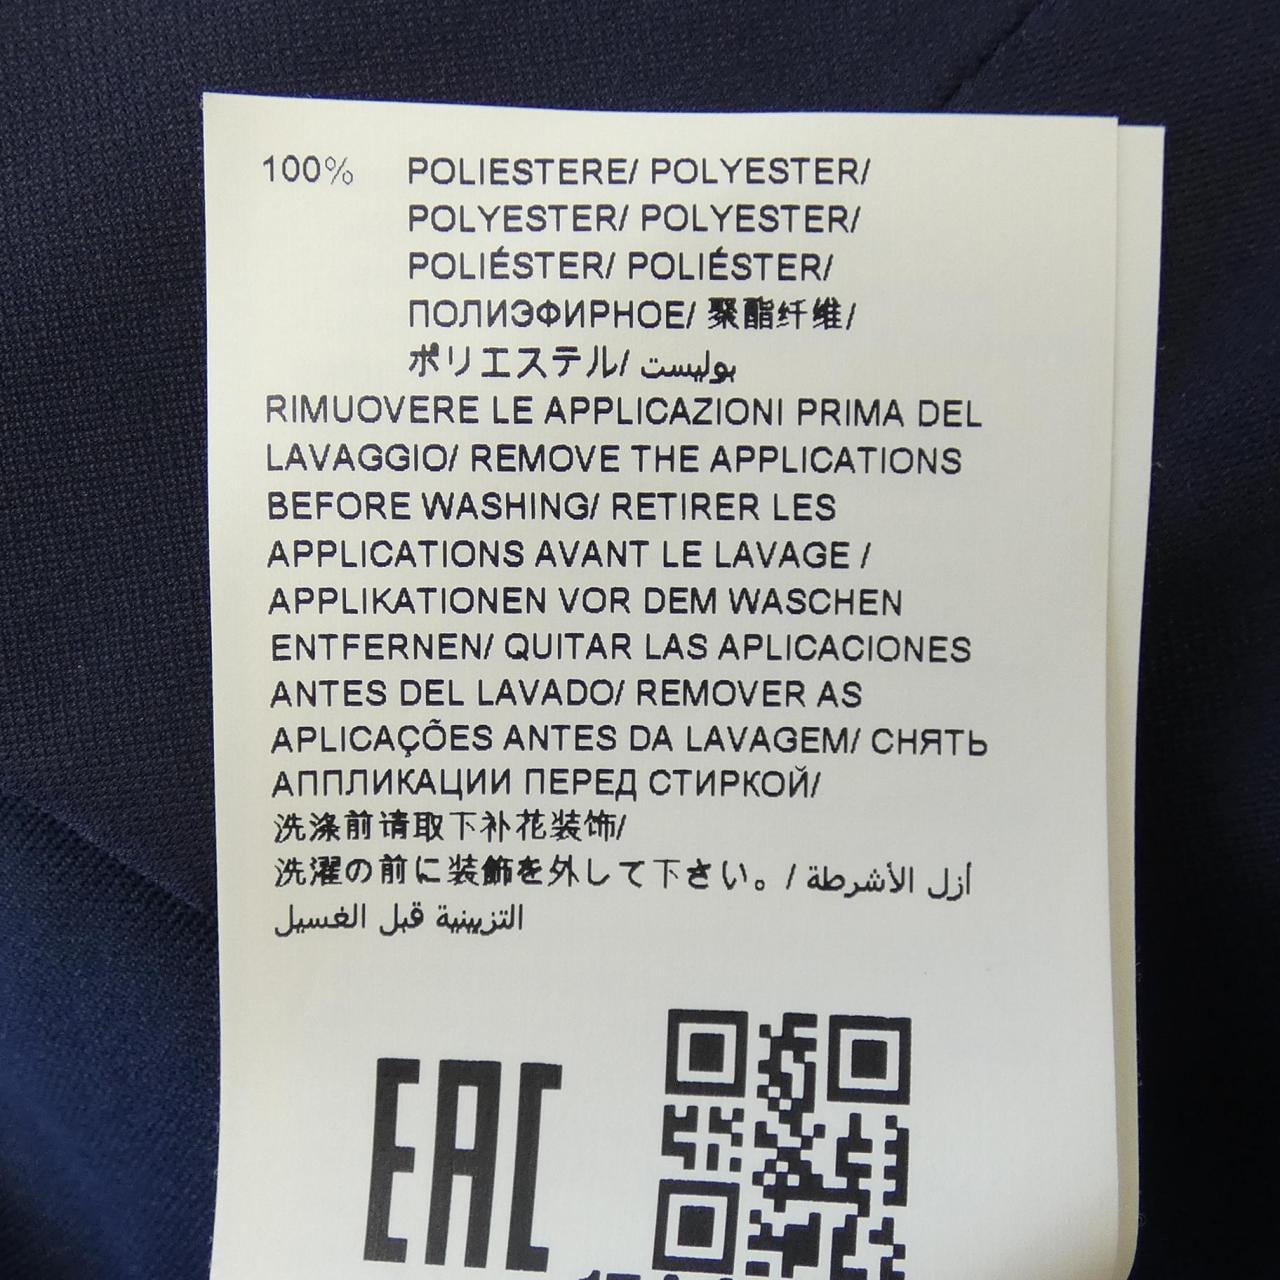 100% POLIESTERE/ POLYESTER/
POLYESTER/ POLYESTER/
POLIÉSTER/ POLIÉSTER/
ПОЛИЭФИРНОЕ/ 聚酯纤维/
ポリエステル/ بوليست
RIMUOVERE LE APPLICAZIONI PRIMA DEL
LAVAGGIO/ REMOVE THE APPLICATIONS
BEFORE WASHING/ RETIRER LES
APPLICATIONS AVANT LE LAVAGE /
APPLIKATIONEN VOR DEM WASCHEN
ENTFERNEN/ QUITAR LAS APLICACIONES
ANTES DEL LAVADO/ REMOVER AS
APLICAÇÕES ANTES DA LAVAGEM/ СНЯТЬ
АППЛИКАЦИИ ПЕРЕД СТИРКОЙ/
洗涤前请取下补花装饰/
洗濯の前に装飾を外して下さい。/ أزل الأشرطة
التزيينية قبل الغسيل
EAC